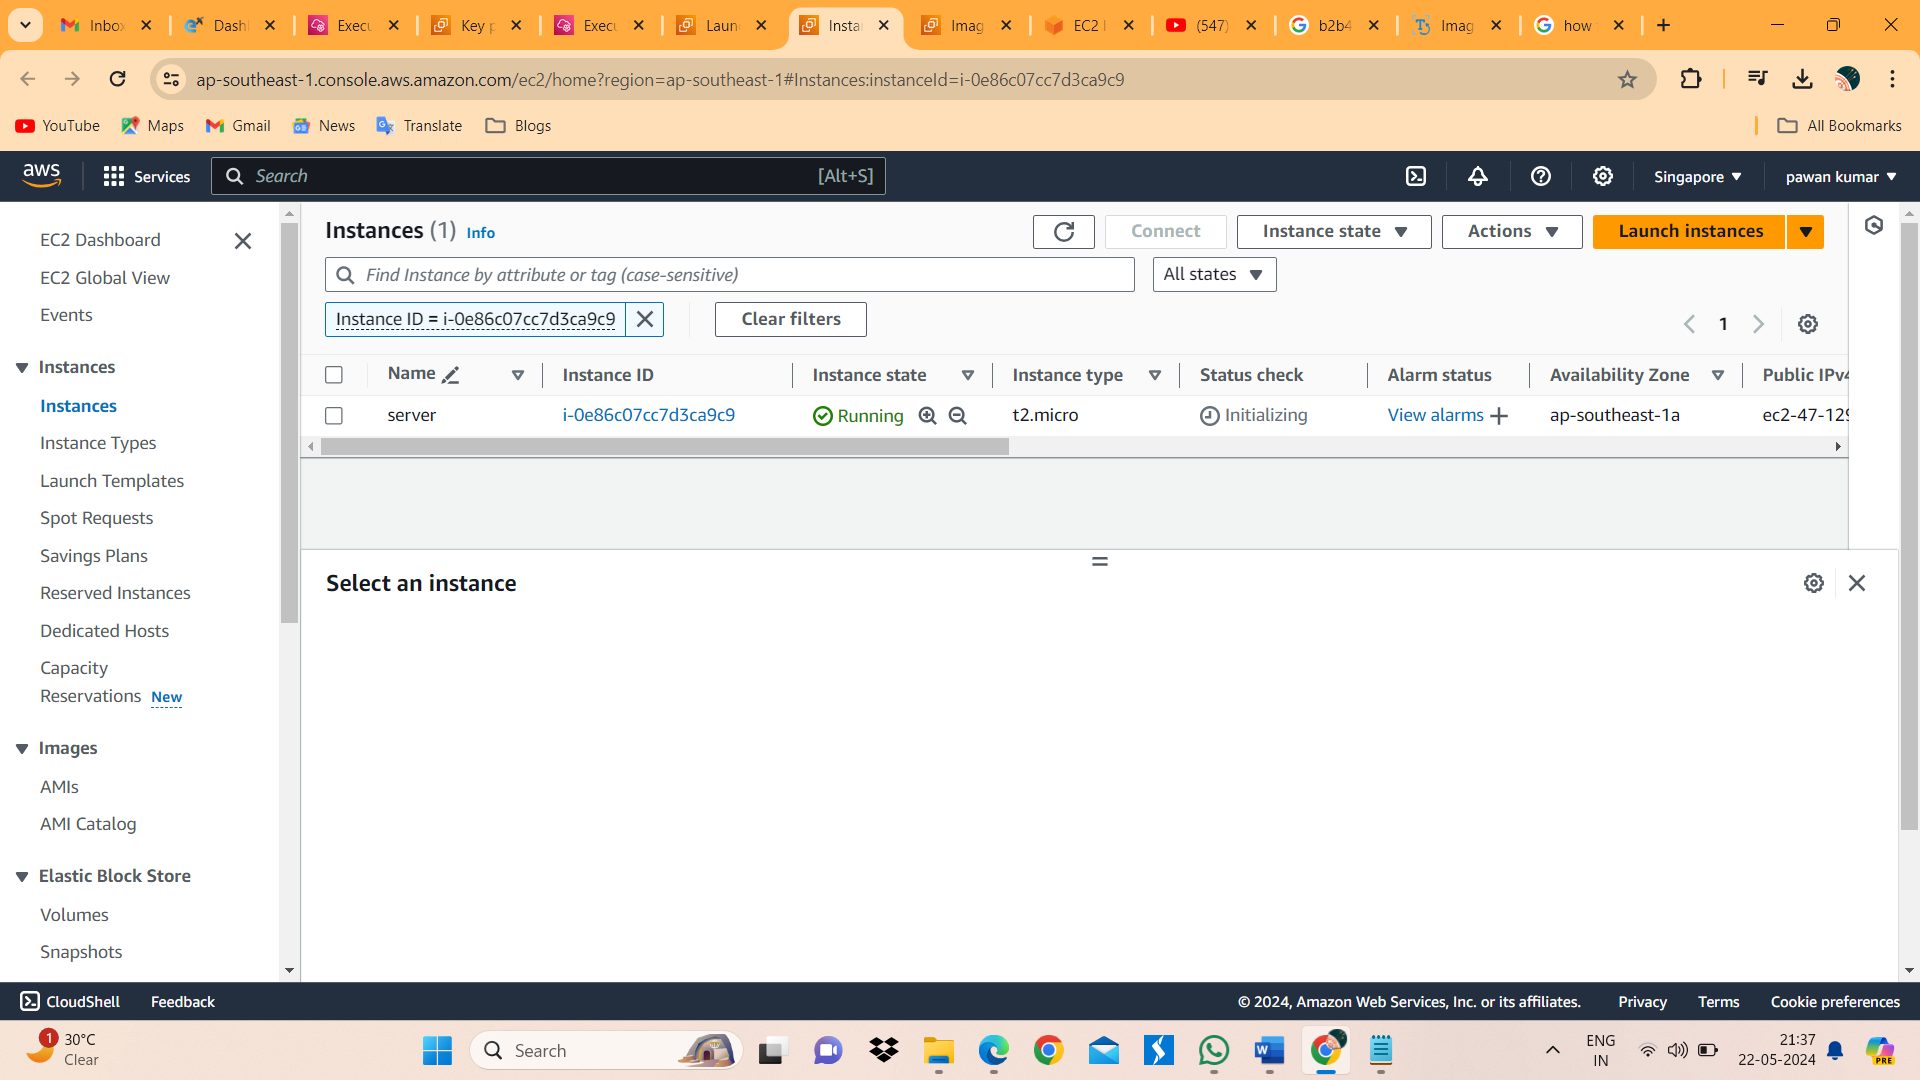 Inbox
Dash
Execu
Key p
Execu
Laun
Insta
Imag
EC2 I
(547)
b2b4
Imag
how
ap-southeast-1.console.aws.amazon.com/ec2/home?region=ap-southeast-1#Instances:instanceId=i-0e86c07cc7d3ca9c9
YouTube
Maps
Gmail
News
Translate
Blogs
All Bookmarks
aws
Services
Search
[Alt+S]
Singapore
pawan kumar
EC2 Dashboard
EC2 Global View
Events
Instances
Instances
Instance Types
Launch Templates
Spot Requests
Savings Plans
Reserved Instances
Dedicated Hosts
Capacity
Reservations New
Images
AMIs
AMI Catalog
Elastic Block Store
Volumes
Snapshots
Instances (1) Info
Connect
Instance state
Actions
Launch instances
Find Instance by attribute or tag (case-sensitive)
All states
Instance ID = i-0e86c07cc7d3ca9c9
Clear filters
1
Name
Instance ID
Instance state
Instance type
Status check
Alarm status
Availability Zone
Public IPv4
server
i-0e86c07cc7d3ca9c9
Running
t2.micro
Initializing
View alarms
ap-southeast-1a
ec2-47-129
Select an instance
CloudShell
Feedback
© 2024, Amazon Web Services, Inc. or its affiliates.
Privacy
Terms
Cookie preferences
1
30°C
Clear
Search
ENG
IN
21:37
22-05-2024
PRE